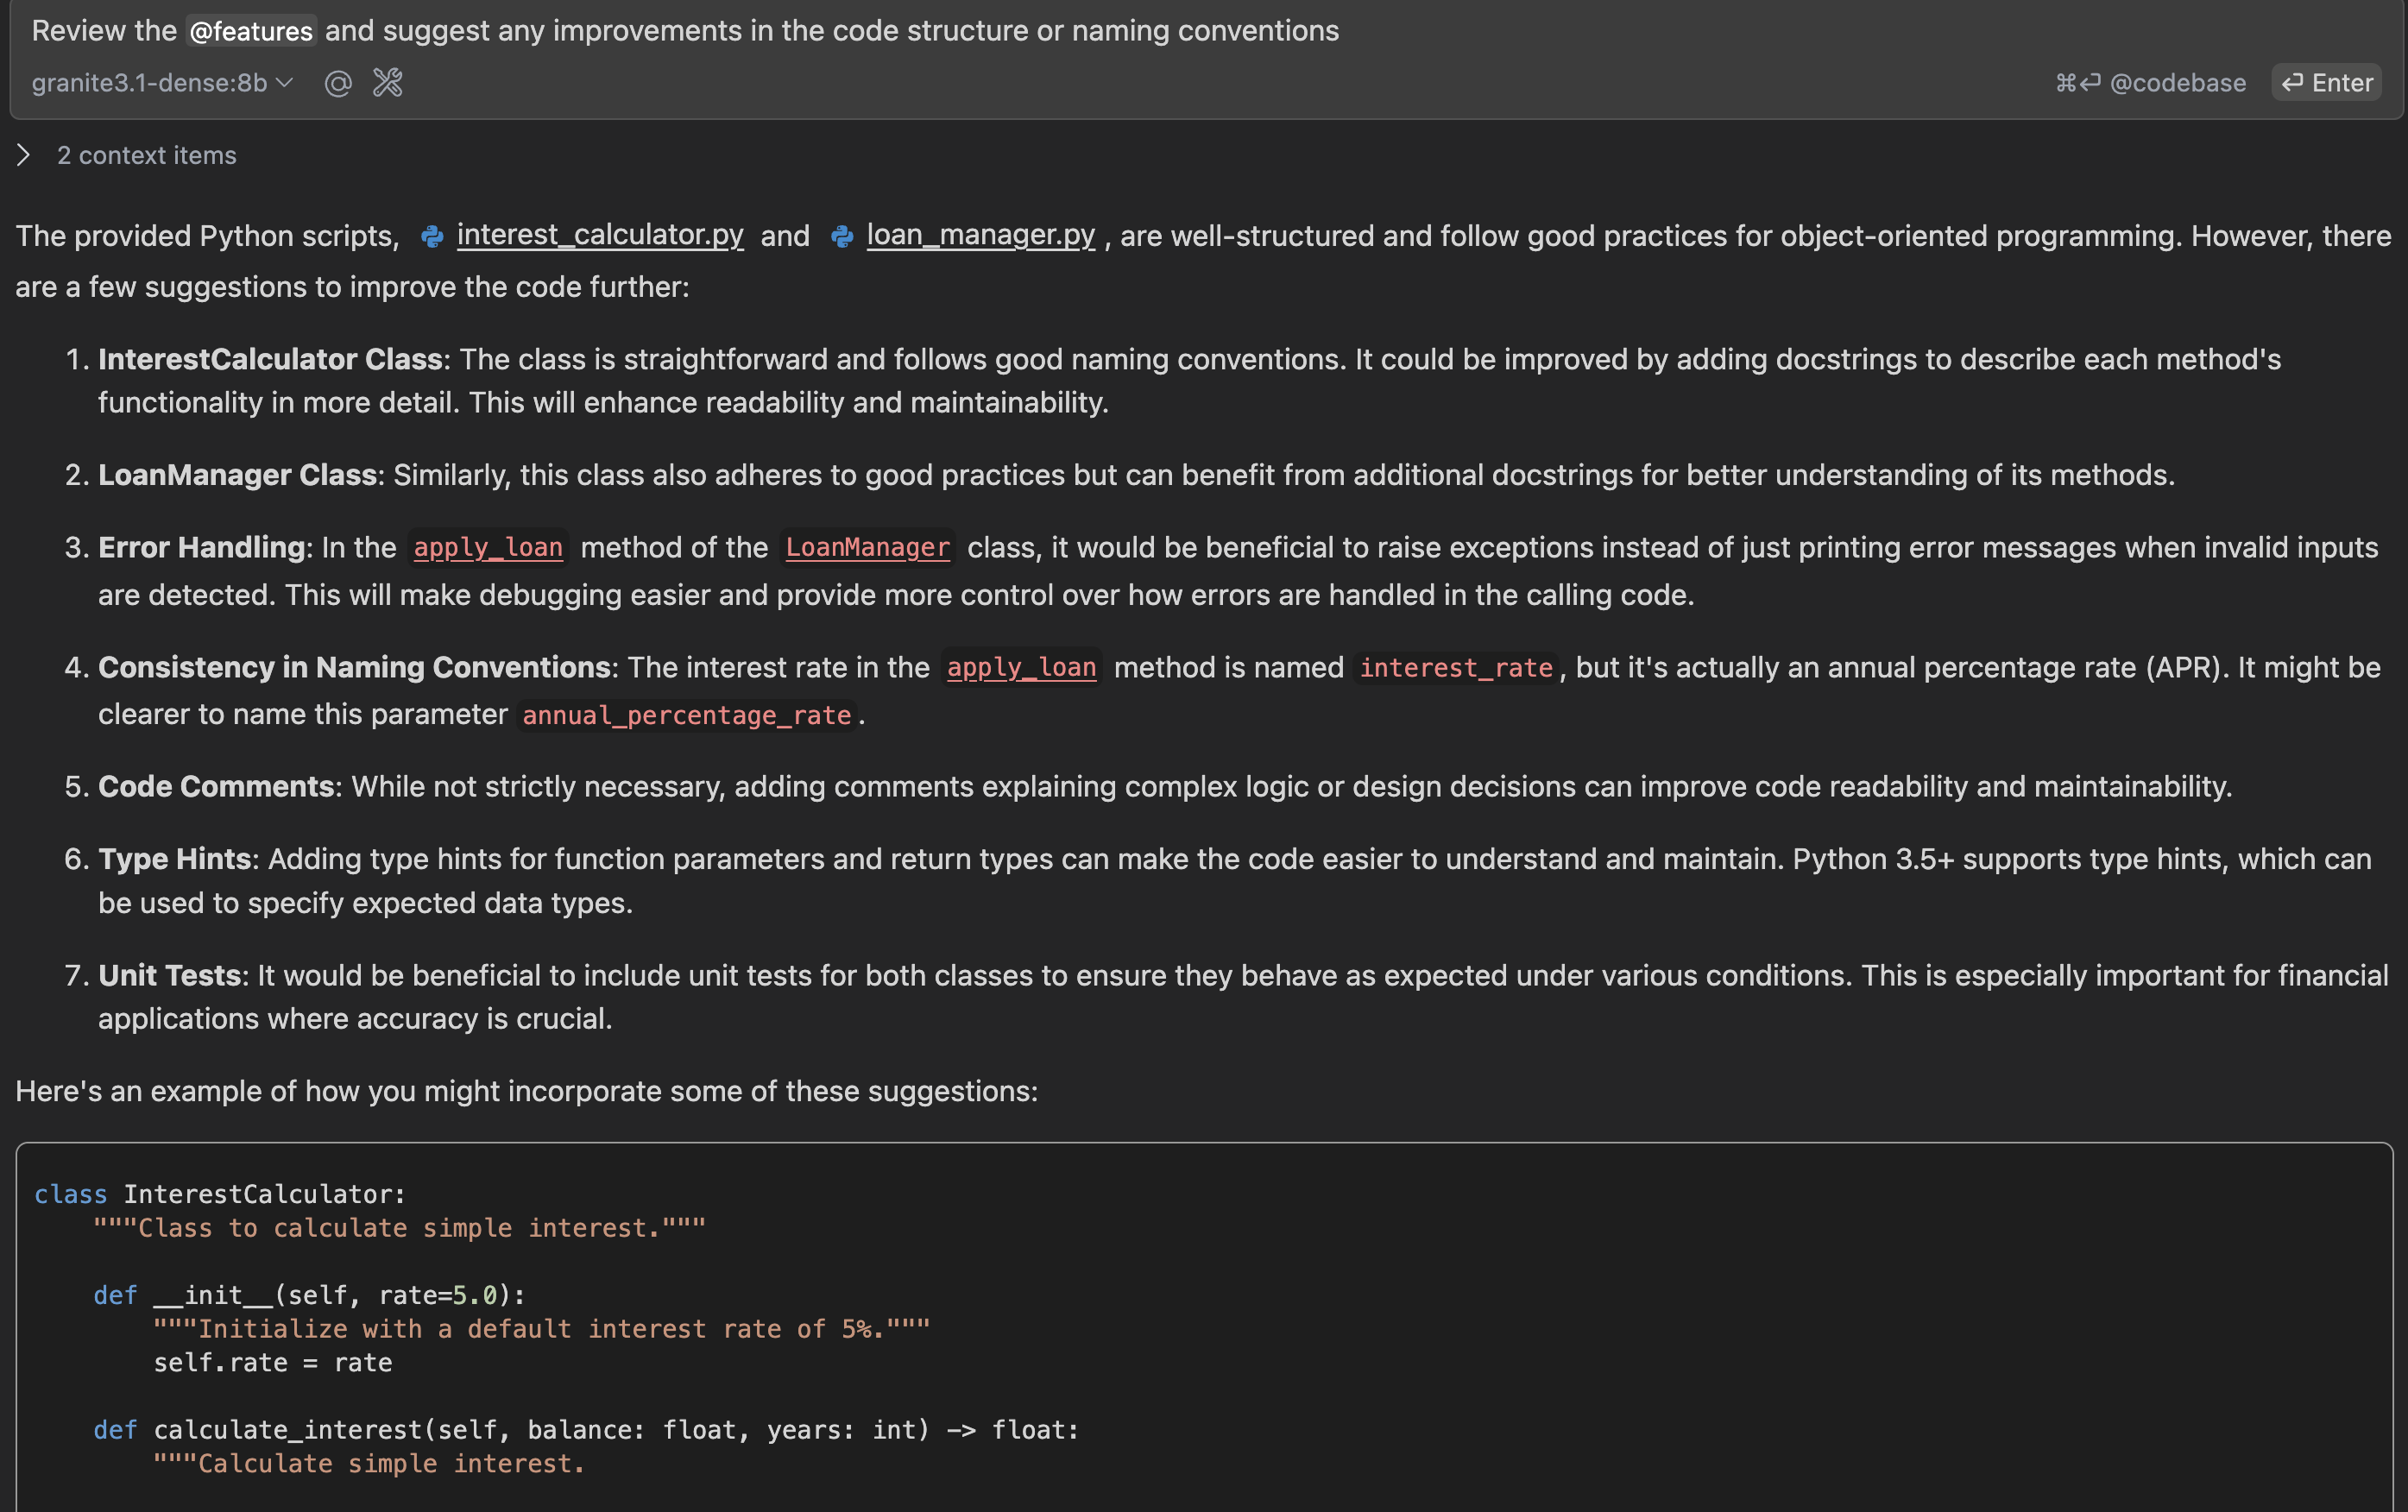 Review the @features and suggest any improvements in the code structure or naming conventions
granite3.1-dense:8b @ ⌘⏎ @codebase ⏎ Enter
2 context items
The provided Python scripts, interest_calculator.py and loan_manager.py , are well-structured and follow good practices for object-oriented programming. However, there
are a few suggestions to improve the code further:
1. InterestCalculator Class: The class is straightforward and follows good naming conventions. It could be improved by adding docstrings to describe each method's
functionality in more detail. This will enhance readability and maintainability.
2. LoanManager Class: Similarly, this class also adheres to good practices but can benefit from additional docstrings for better understanding of its methods.
3. Error Handling: In the apply_loan method of the LoanManager class, it would be beneficial to raise exceptions instead of just printing error messages when invalid inputs
are detected. This will make debugging easier and provide more control over how errors are handled in the calling code.
4. Consistency in Naming Conventions: The interest rate in the apply_loan method is named interest_rate, but it's actually an annual percentage rate (APR). It might be
clearer to name this parameter annual_percentage_rate.
5. Code Comments: While not strictly necessary, adding comments explaining complex logic or design decisions can improve code readability and maintainability.
6. Type Hints: Adding type hints for function parameters and return types can make the code easier to understand and maintain. Python 3.5+ supports type hints, which can
be used to specify expected data types.
7. Unit Tests: It would be beneficial to include unit tests for both classes to ensure they behave as expected under various conditions. This is especially important for financial
applications where accuracy is crucial.
Here's an example of how you might incorporate some of these suggestions:
class InterestCalculator:
    """Class to calculate simple interest."""
    def __init__(self, rate=5.0):
        """Initialize with a default interest rate of 5%."""
        self.rate = rate
    def calculate_interest(self, balance: float, years: int) -> float:
        """Calculate simple interest.